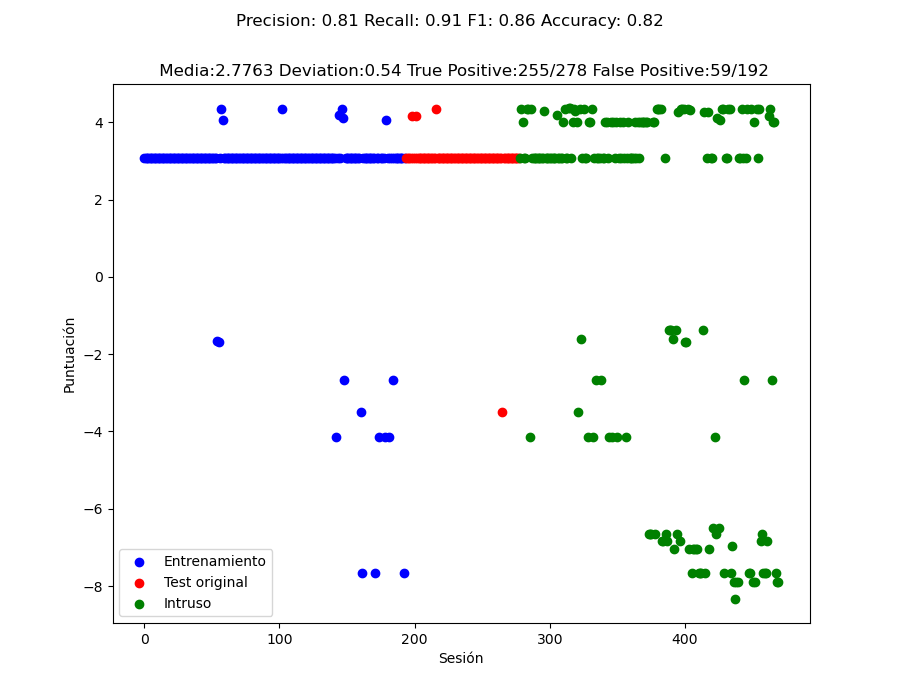 Precision: 0.81 Recall: 0.91 F1: 0.86 Accuracy: 0.82
Media:2.7763 Deviation:0.54 True Positive:255/278 False Positive:59/192
4
2
0
−2
−4
−6
−8
Puntuación
Entrenamiento
Test original
Intruso
0 100 200 300 400
Sesión